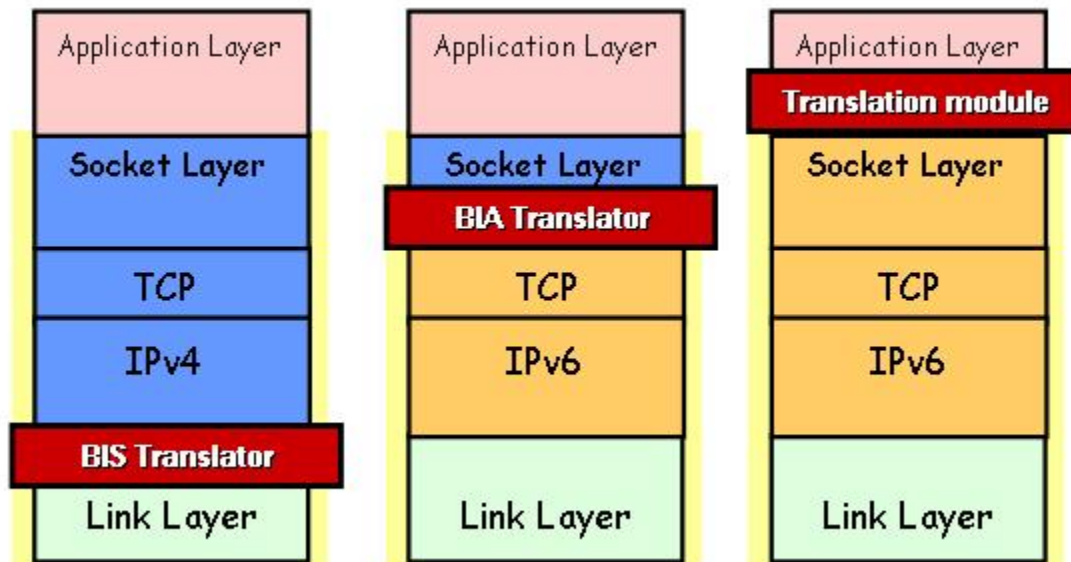 Application Layer
Socket Layer
TCP
IPv4
BIS Translator
Link Layer
Application Layer
Socket Layer
BIA Translator
TCP
IPv6
Link Layer
Application Layer
Translation module
Socket Layer
TCP
IPv6
Link Layer